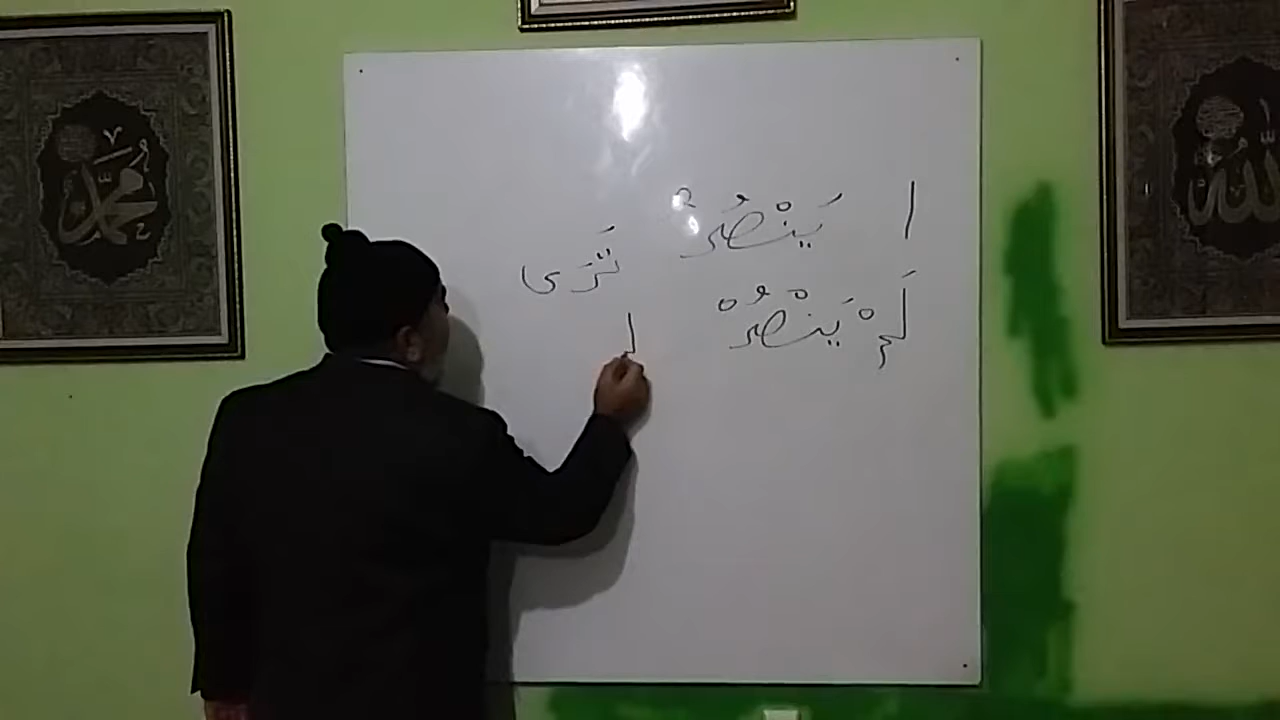 ا يَنْصُرُ تَرَى
لَمْ يَنْصُرْ ل
محمد
الله